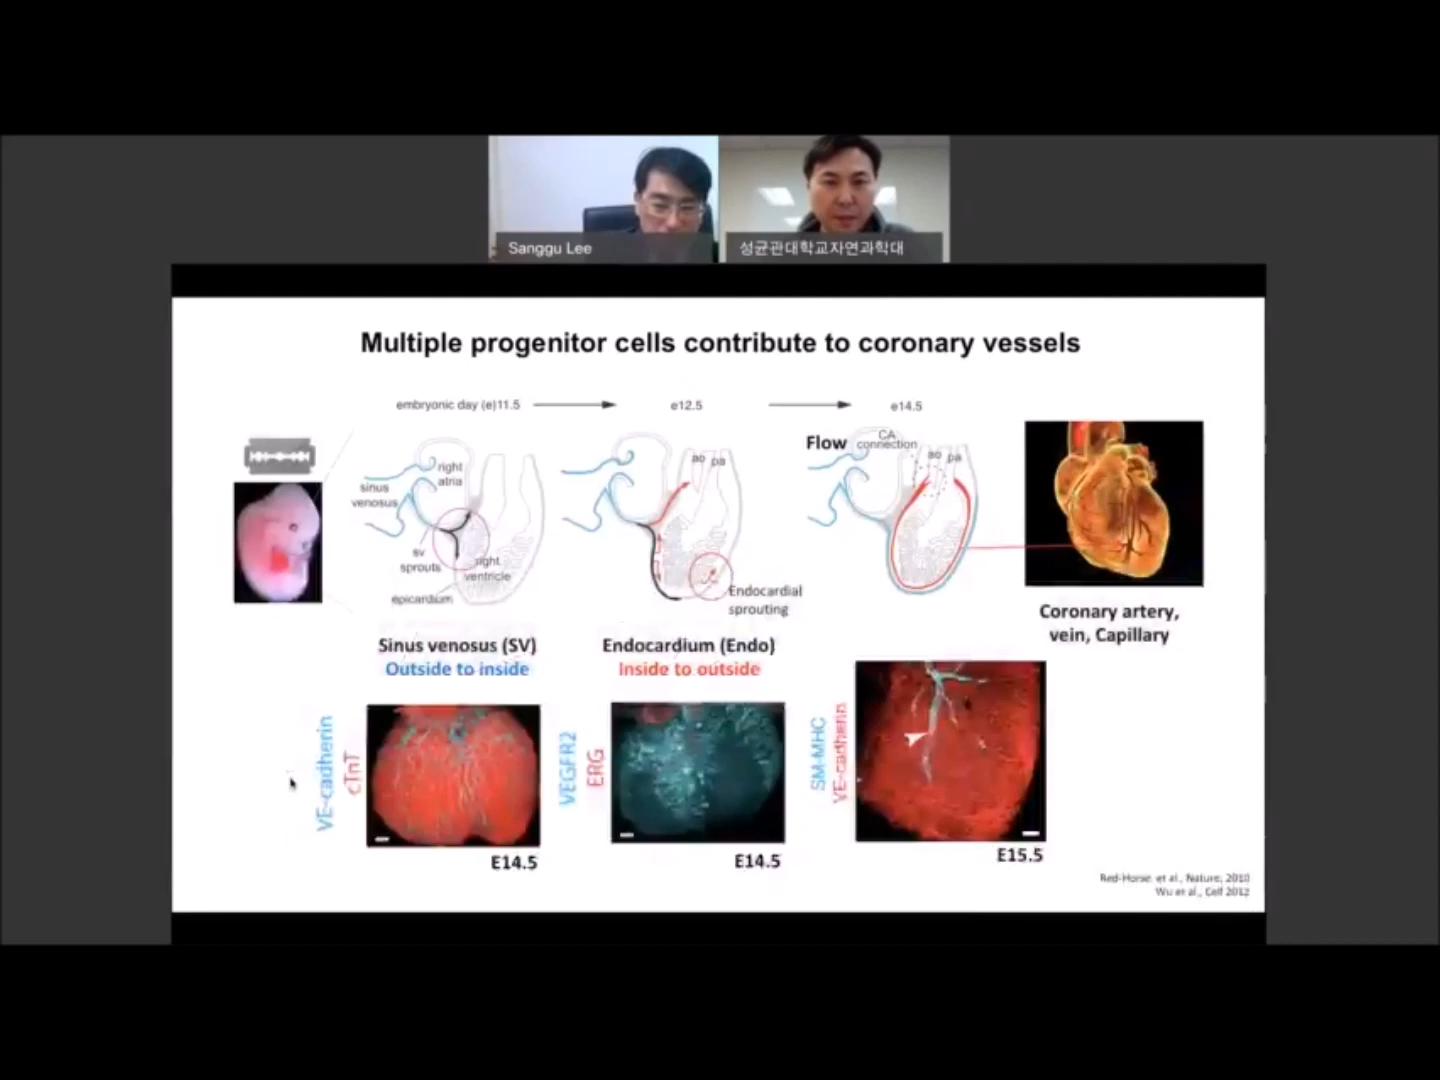 Sanggu Lee
성균관대학교자연과학대
Multiple progenitor cells contribute to coronary vessels
embryonic day (e)11.5
e12.5
e14.5
Flow
CA
connection
right
atria
sinus
venosus
ao pa
ao pa
sv
sprouts
right
ventricle
epicardium
Endocardial
sprouting
Coronary artery,
vein, Capillary
Sinus venosus (SV)
Outside to inside
Endocardium (Endo)
Inside to outside
VE-cadherin
cTnT
VEGFR2
ERG
SM-MHC
VE-cadherin
E14.5
E14.5
E15.5
Red-Horse. et al., Nature, 2010
Wu et al., Cell 2012